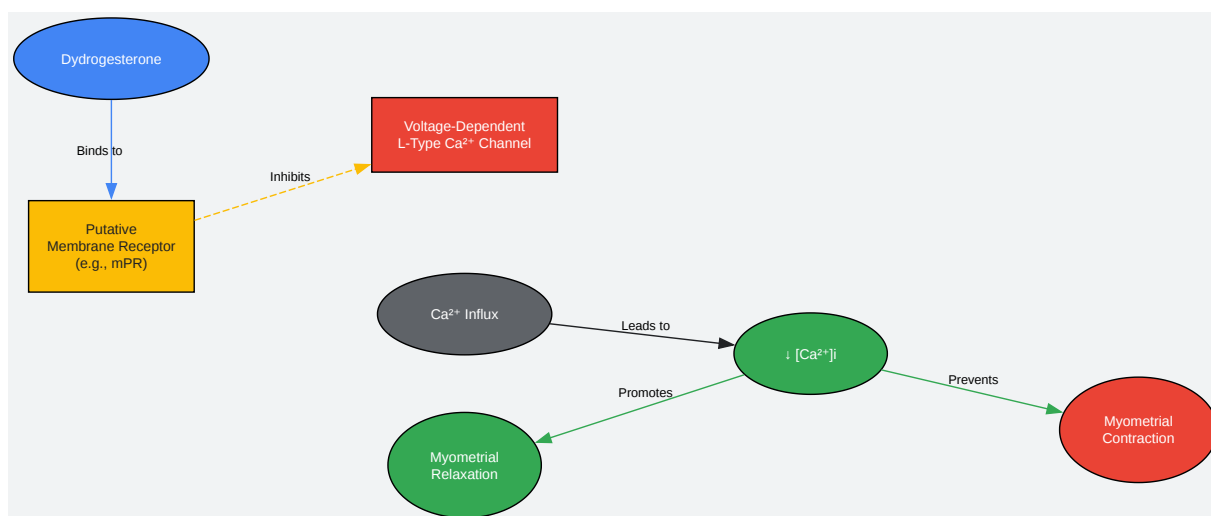 Dydrogesterone
Binds to
Putative
Membrane Receptor
(e.g., mPR)
Inhibits
Voltage-Dependent
L-Type Ca²⁺ Channel
Ca²⁺ Influx
Leads to
↓ [Ca²⁺]i
Promotes
Prevents
Myometrial
Relaxation
Myometrial
Contraction